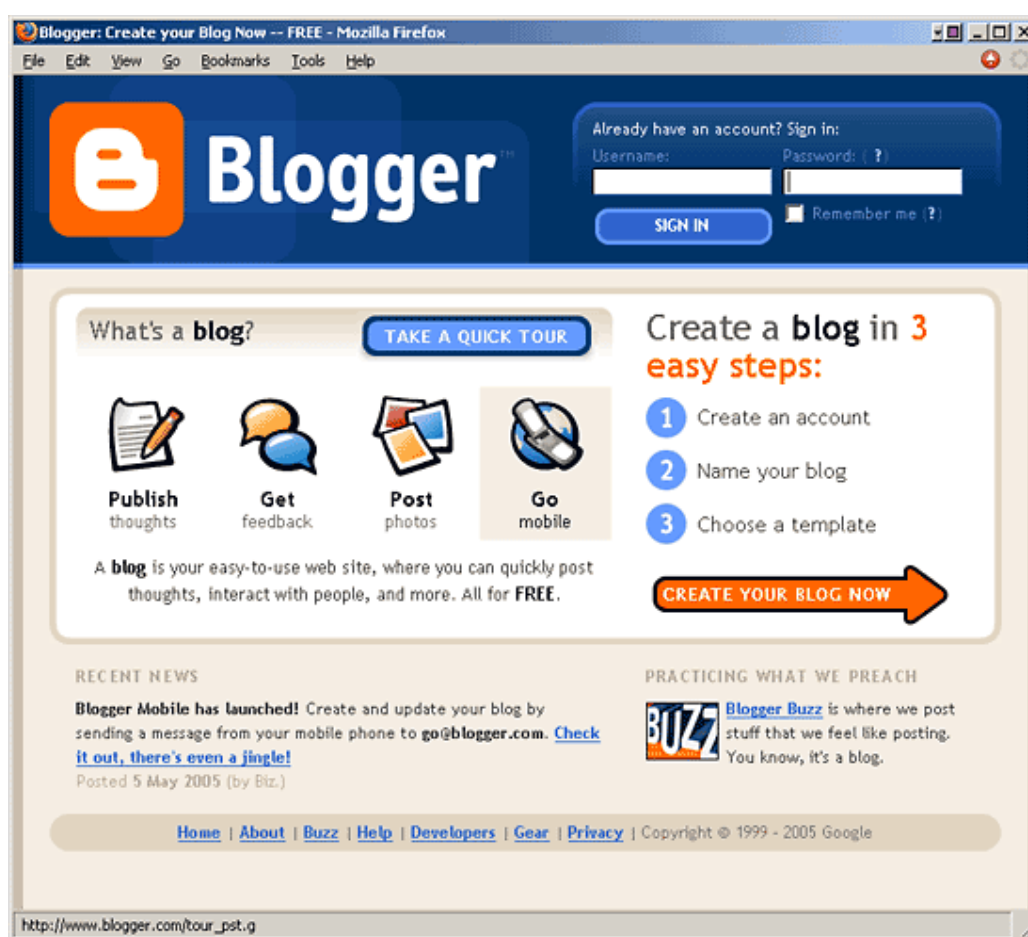 Blogger: Create your Blog Now -- FREE - Mozilla Firefox
File Edit View Go Bookmarks Tools Help
Blogger™
Already have an account? Sign in:
Username: Password: (?)
SIGN IN
Remember me (?)
What's a blog?
TAKE A QUICK TOUR
Publish
thoughts
Get
feedback
Post
photos
Go
mobile
A blog is your easy-to-use web site, where you can quickly post
thoughts, interact with people, and more. All for FREE.
Create a blog in 3
easy steps:
1 Create an account
2 Name your blog
3 Choose a template
CREATE YOUR BLOG NOW
RECENT NEWS
Blogger Mobile has launched! Create and update your blog by
sending a message from your mobile phone to go@blogger.com. Check
it out, there's even a jingle!
Posted 5 May 2005 (by Biz.)
PRACTICING WHAT WE PREACH
BUZZ
Blogger Buzz is where we post
stuff that we feel like posting.
You know, it's a blog.
Home | About | Buzz | Help | Developers | Gear | Privacy | Copyright © 1999 - 2005 Google
http://www.blogger.com/tour_pst.g